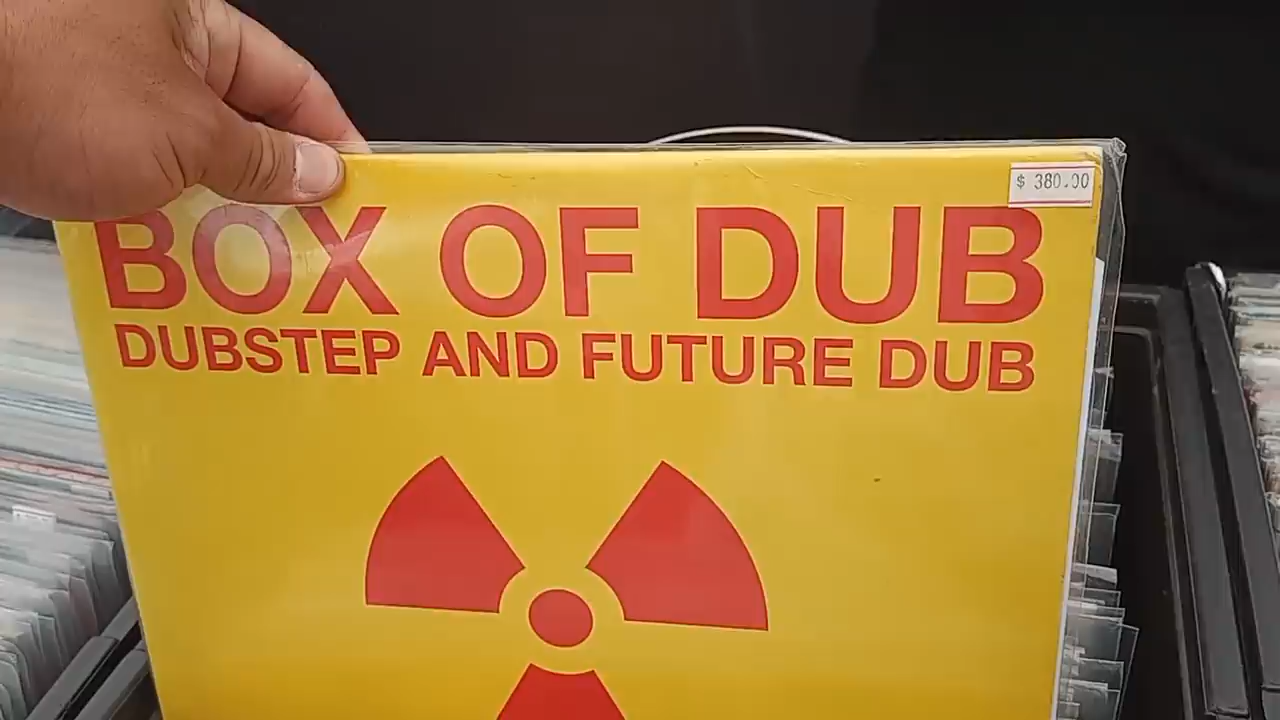 $ 380.00
BOX OF DUB
DUBSTEP AND FUTURE DUB